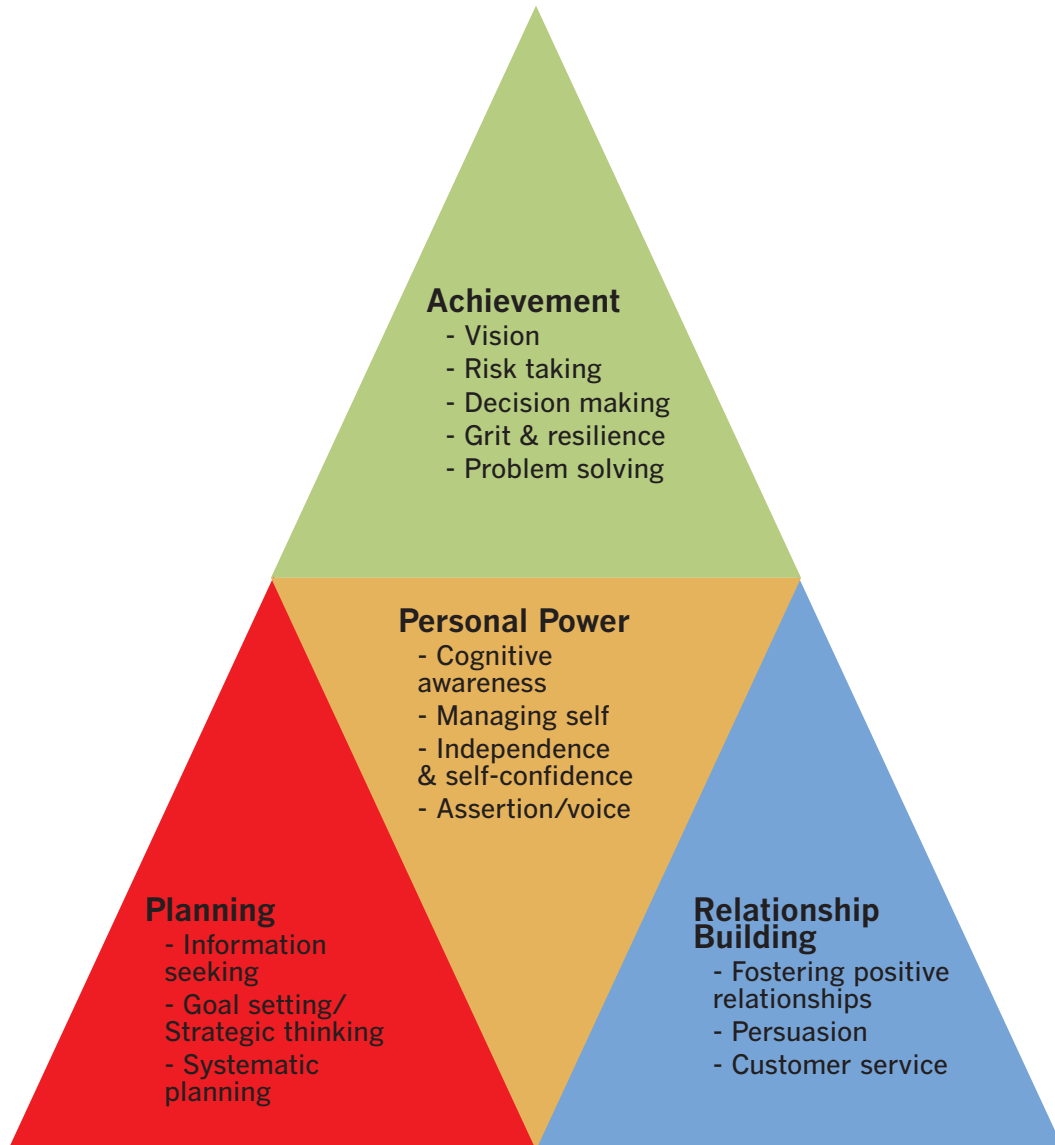 Achievement
- Vision
- Risk taking
- Decision making
- Grit & resilience
- Problem solving
Personal Power
- Cognitive
awareness
- Managing self
- Independence
& self-confidence
- Assertion/voice
Planning
- Information
seeking
- Goal setting/
Strategic thinking
- Systematic
planning
Relationship
Building
- Fostering positive
relationships
- Persuasion
- Customer service